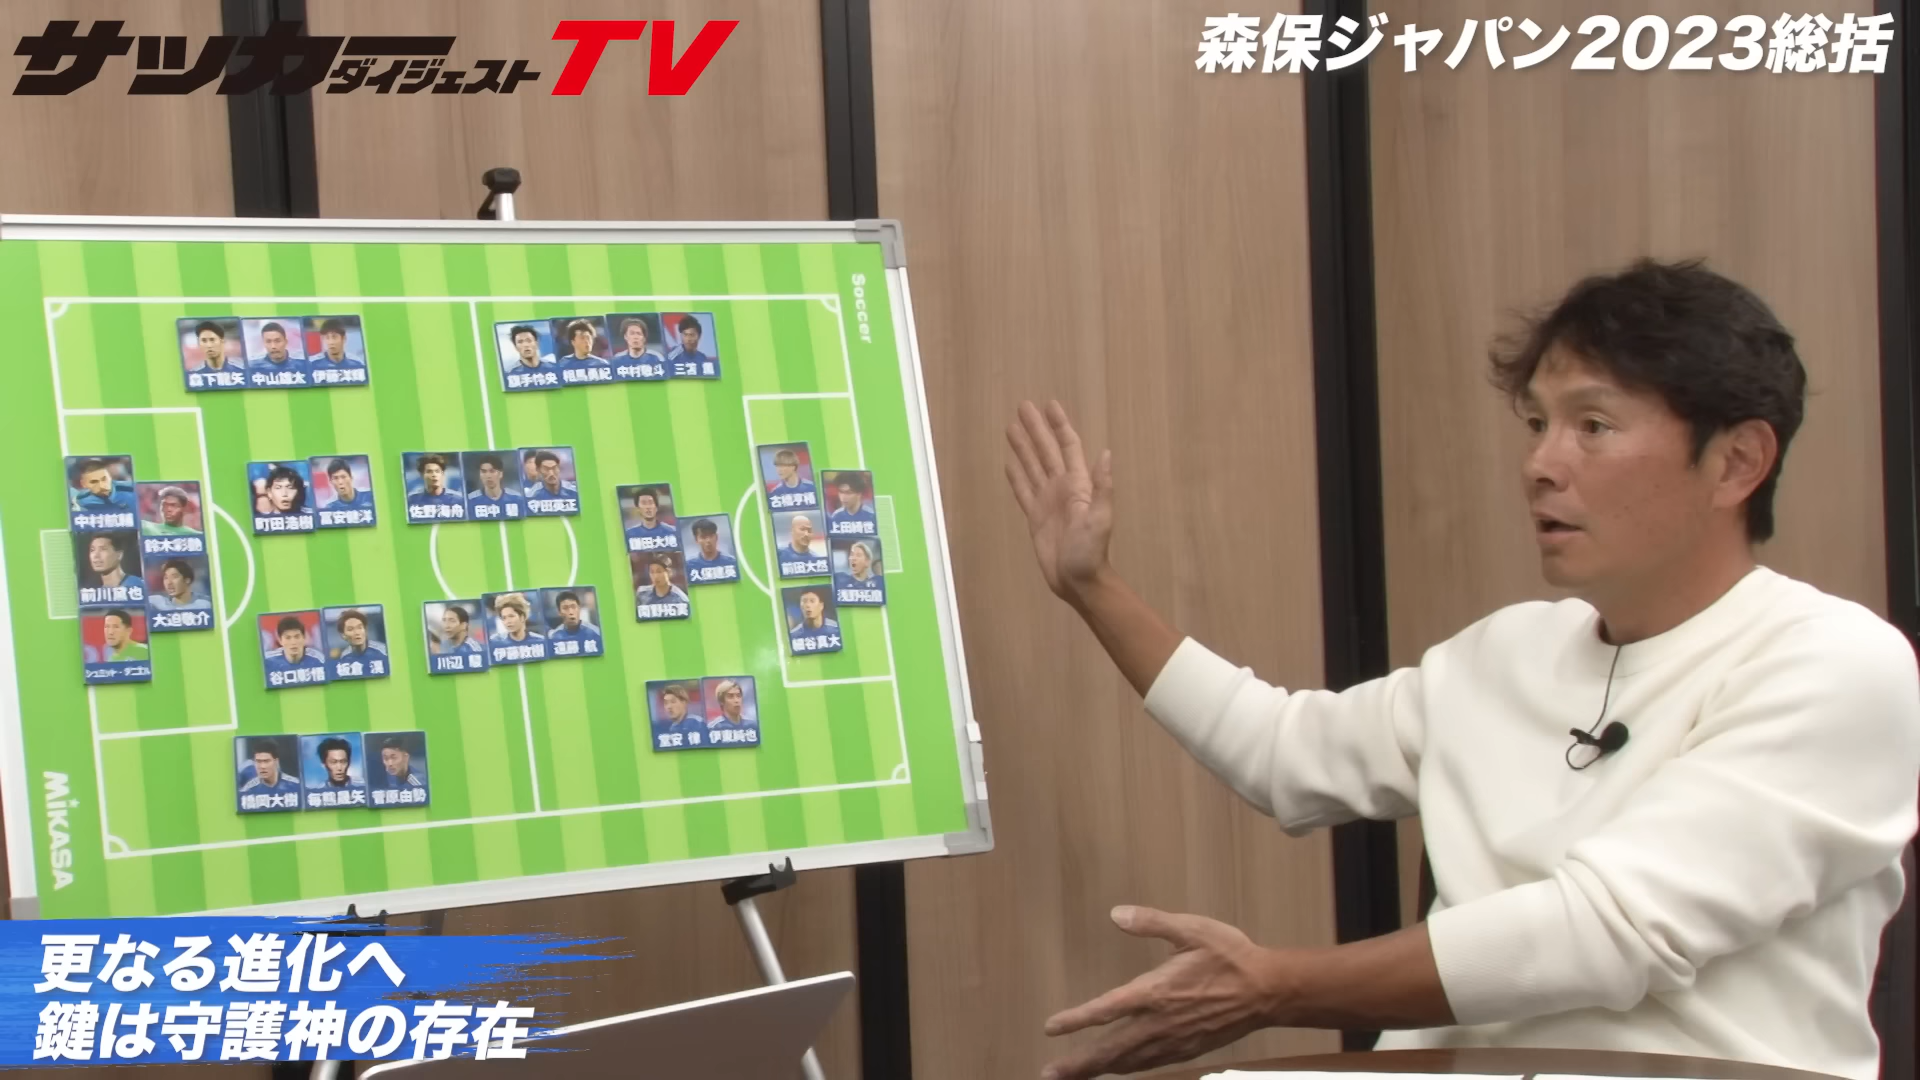 サッカーダイジェストTV
森保ジャパン2023総括
Soccer
森下龍矢 中山雄太 伊藤洋輝
旗手怜央 相馬勇紀 中村敬斗 三笘 薫
中村航輔
鈴木彩艶
前川黛也
大迫敬介
シュミット・ダニエル
町田浩樹 冨安健洋
谷口彰悟 板倉 滉
橋岡大樹 毎熊晟矢 菅原由勢
佐野海舟 田中 碧 守田英正
川辺 駿 伊藤敦樹 遠藤 航
鎌田大地
久保建英
南野拓実
堂安 律 伊東純也
古橋亨梧
上田綺世
前田大然
浅野拓磨
細谷真大
MIKASA
更なる進化へ
鍵は守護神の存在